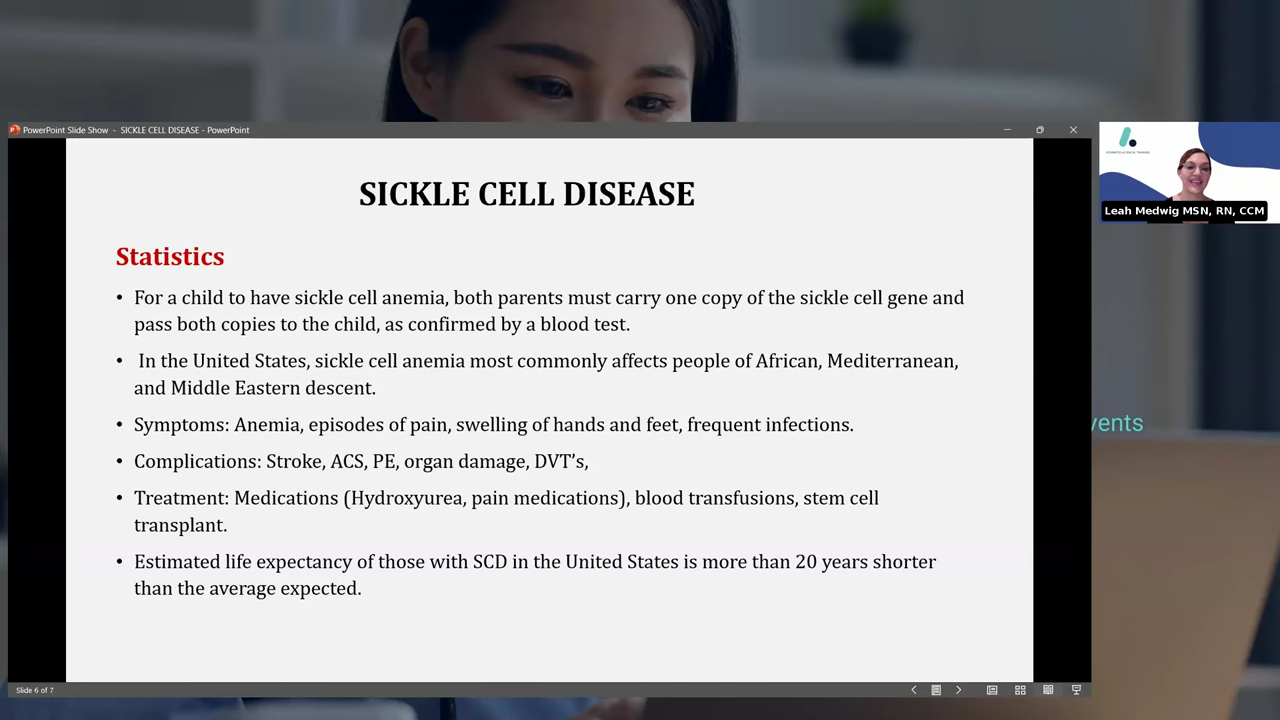 PowerPoint Slide Show - SICKLE CELL DISEASE - PowerPoint
SICKLE CELL DISEASE
Statistics
• For a child to have sickle cell anemia, both parents must carry one copy of the sickle cell gene and
pass both copies to the child, as confirmed by a blood test.
• In the United States, sickle cell anemia most commonly affects people of African, Mediterranean,
and Middle Eastern descent.
• Symptoms: Anemia, episodes of pain, swelling of hands and feet, frequent infections.
• Complications: Stroke, ACS, PE, organ damage, DVT’s,
• Treatment: Medications (Hydroxyurea, pain medications), blood transfusions, stem cell
transplant.
• Estimated life expectancy of those with SCD in the United States is more than 20 years shorter
than the average expected.
Slide 6 of 7
Leah Medwig MSN, RN, CCM
vents